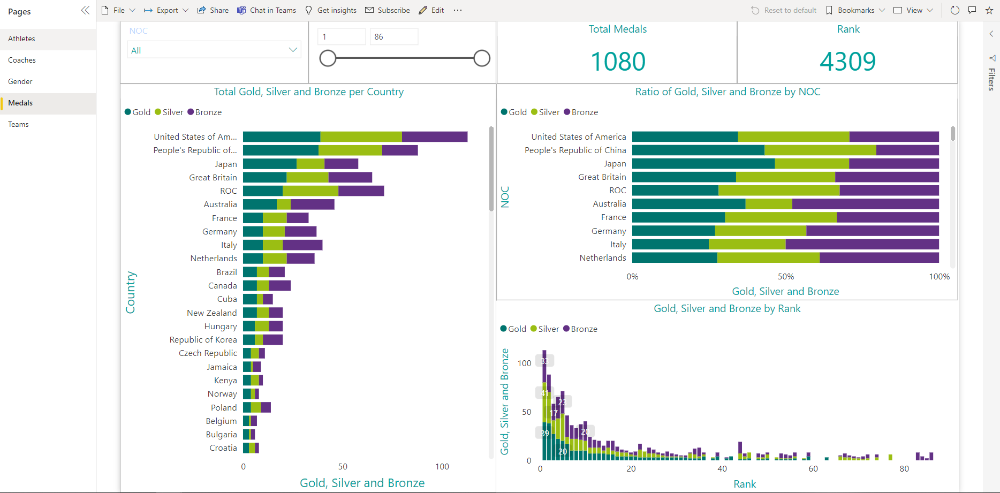 Pages
File
Export
Share
Chat in Teams
Get insights
Subscribe
Edit
Reset to default
Bookmarks
View
Athletes
Coaches
Gender
Medals
Teams
NOC
All
1
86
Total Medals
1080
Rank
4309
Filters
Total Gold, Silver and Bronze per Country
Gold Silver Bronze
Country
United States of Am...
People's Republic of...
Japan
Great Britain
ROC
Australia
France
Germany
Italy
Netherlands
Brazil
Canada
Cuba
New Zealand
Hungary
Republic of Korea
Czech Republic
Jamaica
Kenya
Norway
Poland
Belgium
Bulgaria
Croatia
0 50 100
Gold, Silver and Bronze
Ratio of Gold, Silver and Bronze by NOC
Gold Silver Bronze
NOC
United States of America
People's Republic of China
Japan
Great Britain
ROC
Australia
France
Germany
Italy
Netherlands
0% 50% 100%
Gold, Silver and Bronze
Gold, Silver and Bronze by Rank
Gold Silver Bronze
Gold, Silver and Bronze
100
50
0
33
41
23
17
39
20
20
0 20 40 60 80
Rank